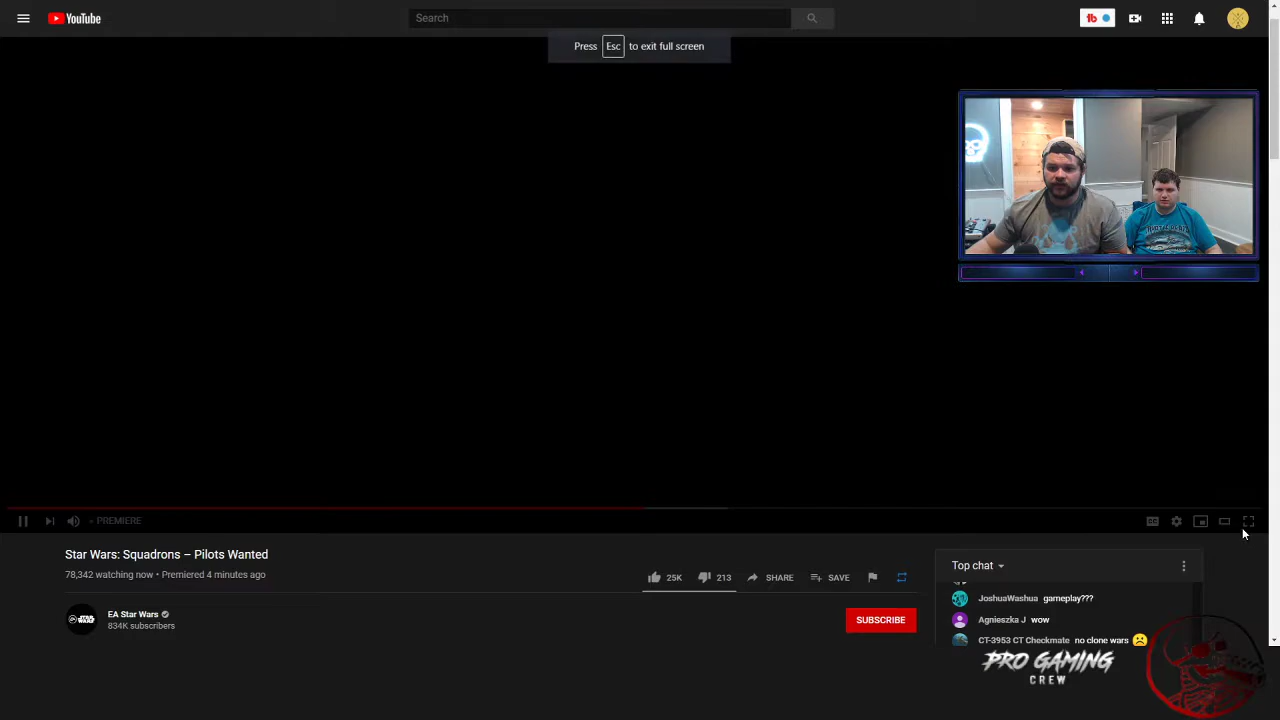 YouTube
Search
Press Esc to exit full screen
PREMIERE
Star Wars: Squadrons – Pilots Wanted
78,342 watching now • Premiered 4 minutes ago
25K
213
SHARE
SAVE
EA Star Wars
834K subscribers
SUBSCRIBE
Top chat
JoshuaWashua gameplay???
Agnieszka J wow
CT-3953 CT Checkmate no clone wars
PRO GAMING
CREW